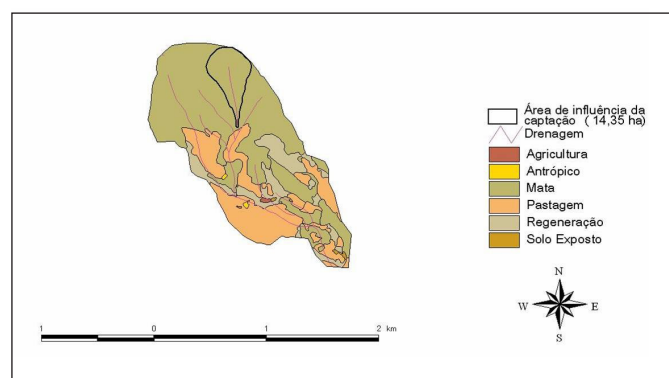 Área de influência da
captação ( 14,35 ha)
Drenagem
Agricultura
Antrópico
Mata
Pastagem
Regeneração
Solo Exposto
N
W E
S
1 0 1 2 km